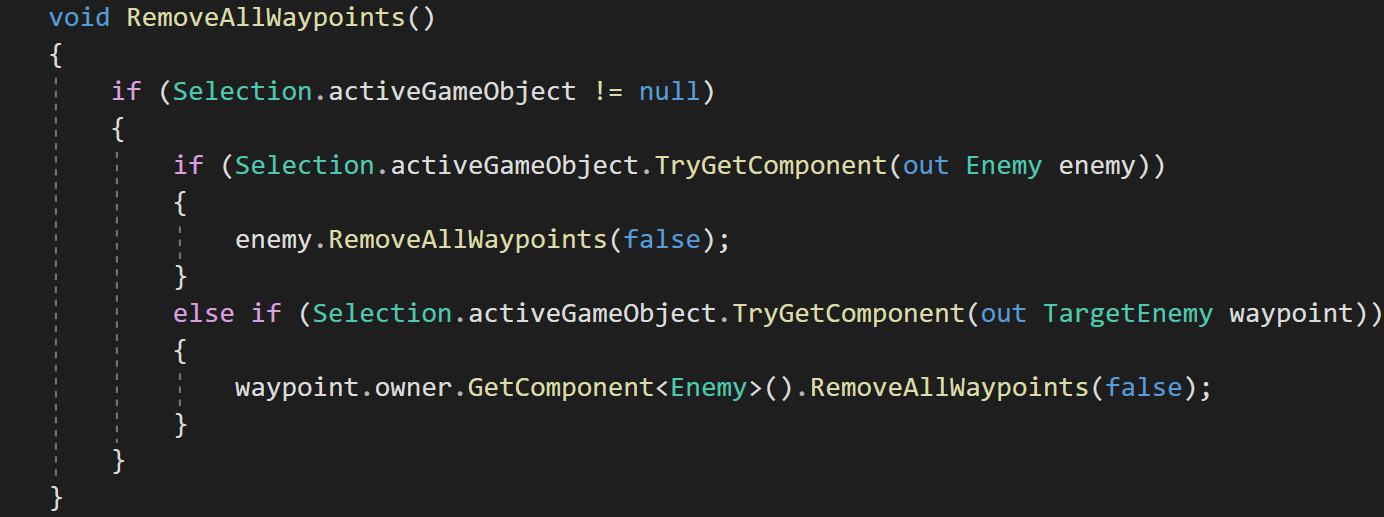 void RemoveAllWaypoints()
{
    if (Selection.activeGameObject != null)
    {
        if (Selection.activeGameObject.TryGetComponent(out Enemy enemy))
        {
            enemy.RemoveAllWaypoints(false);
        }
        else if (Selection.activeGameObject.TryGetComponent(out TargetEnemy waypoint))
        {
            waypoint.owner.GetComponent<Enemy>().RemoveAllWaypoints(false);
        }
    }
}